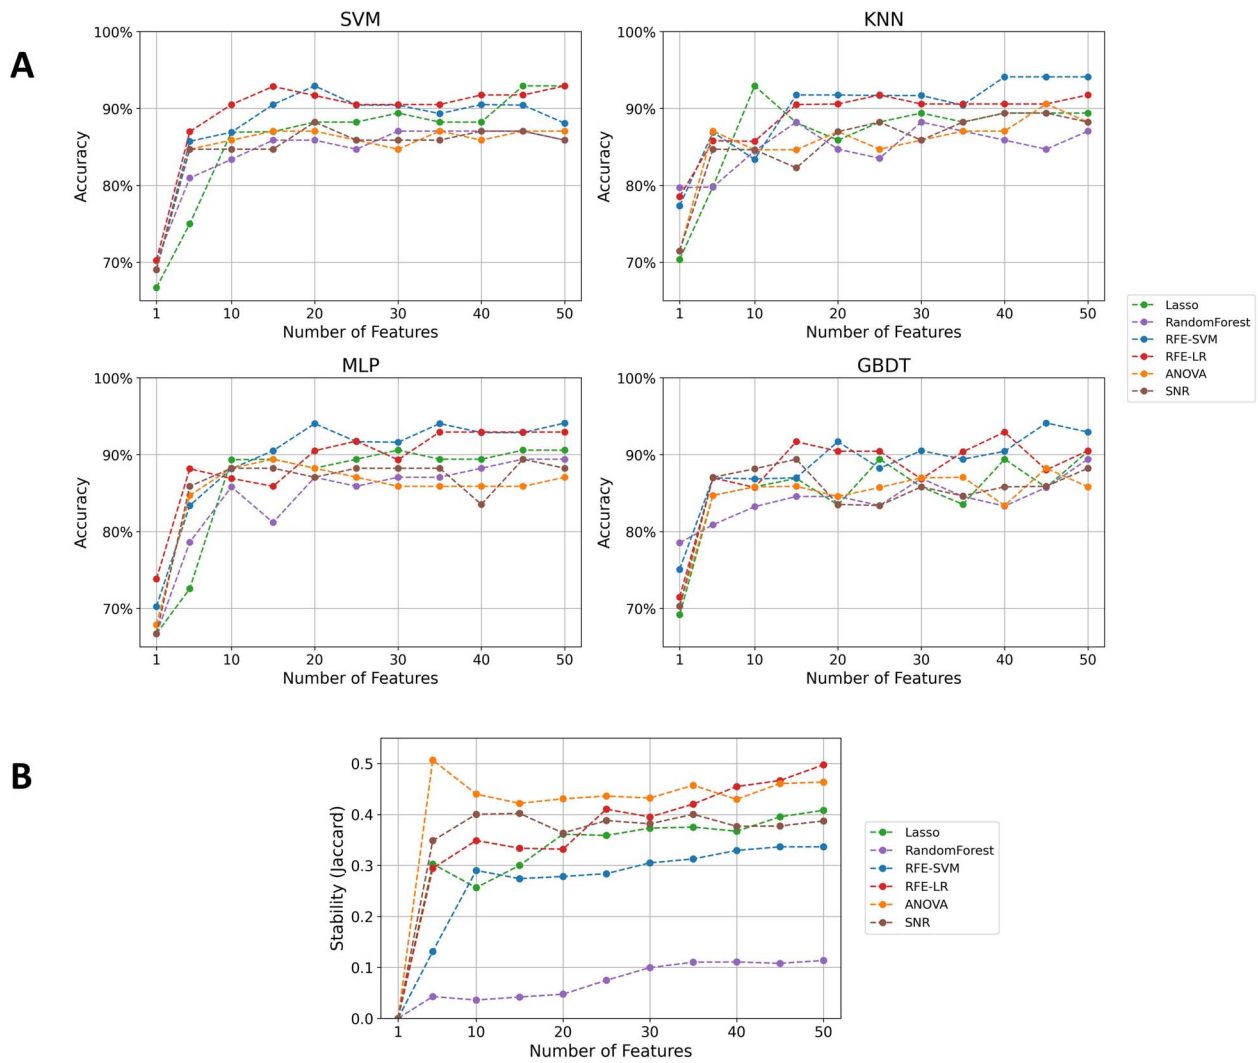 A
SVM
100%
90%
80%
70%
Accuracy
1 10 20 30 40 50
Number of Features
KNN
100%
90%
80%
70%
Accuracy
1 10 20 30 40 50
Number of Features
MLP
100%
90%
80%
70%
Accuracy
1 10 20 30 40 50
Number of Features
GBDT
100%
90%
80%
70%
Accuracy
1 10 20 30 40 50
Number of Features
Lasso
RandomForest
RFE-SVM
RFE-LR
ANOVA
SNR
B
0.5
0.4
0.3
0.2
0.1
0.0
Stability (Jaccard)
1 10 20 30 40 50
Number of Features
Lasso
RandomForest
RFE-SVM
RFE-LR
ANOVA
SNR